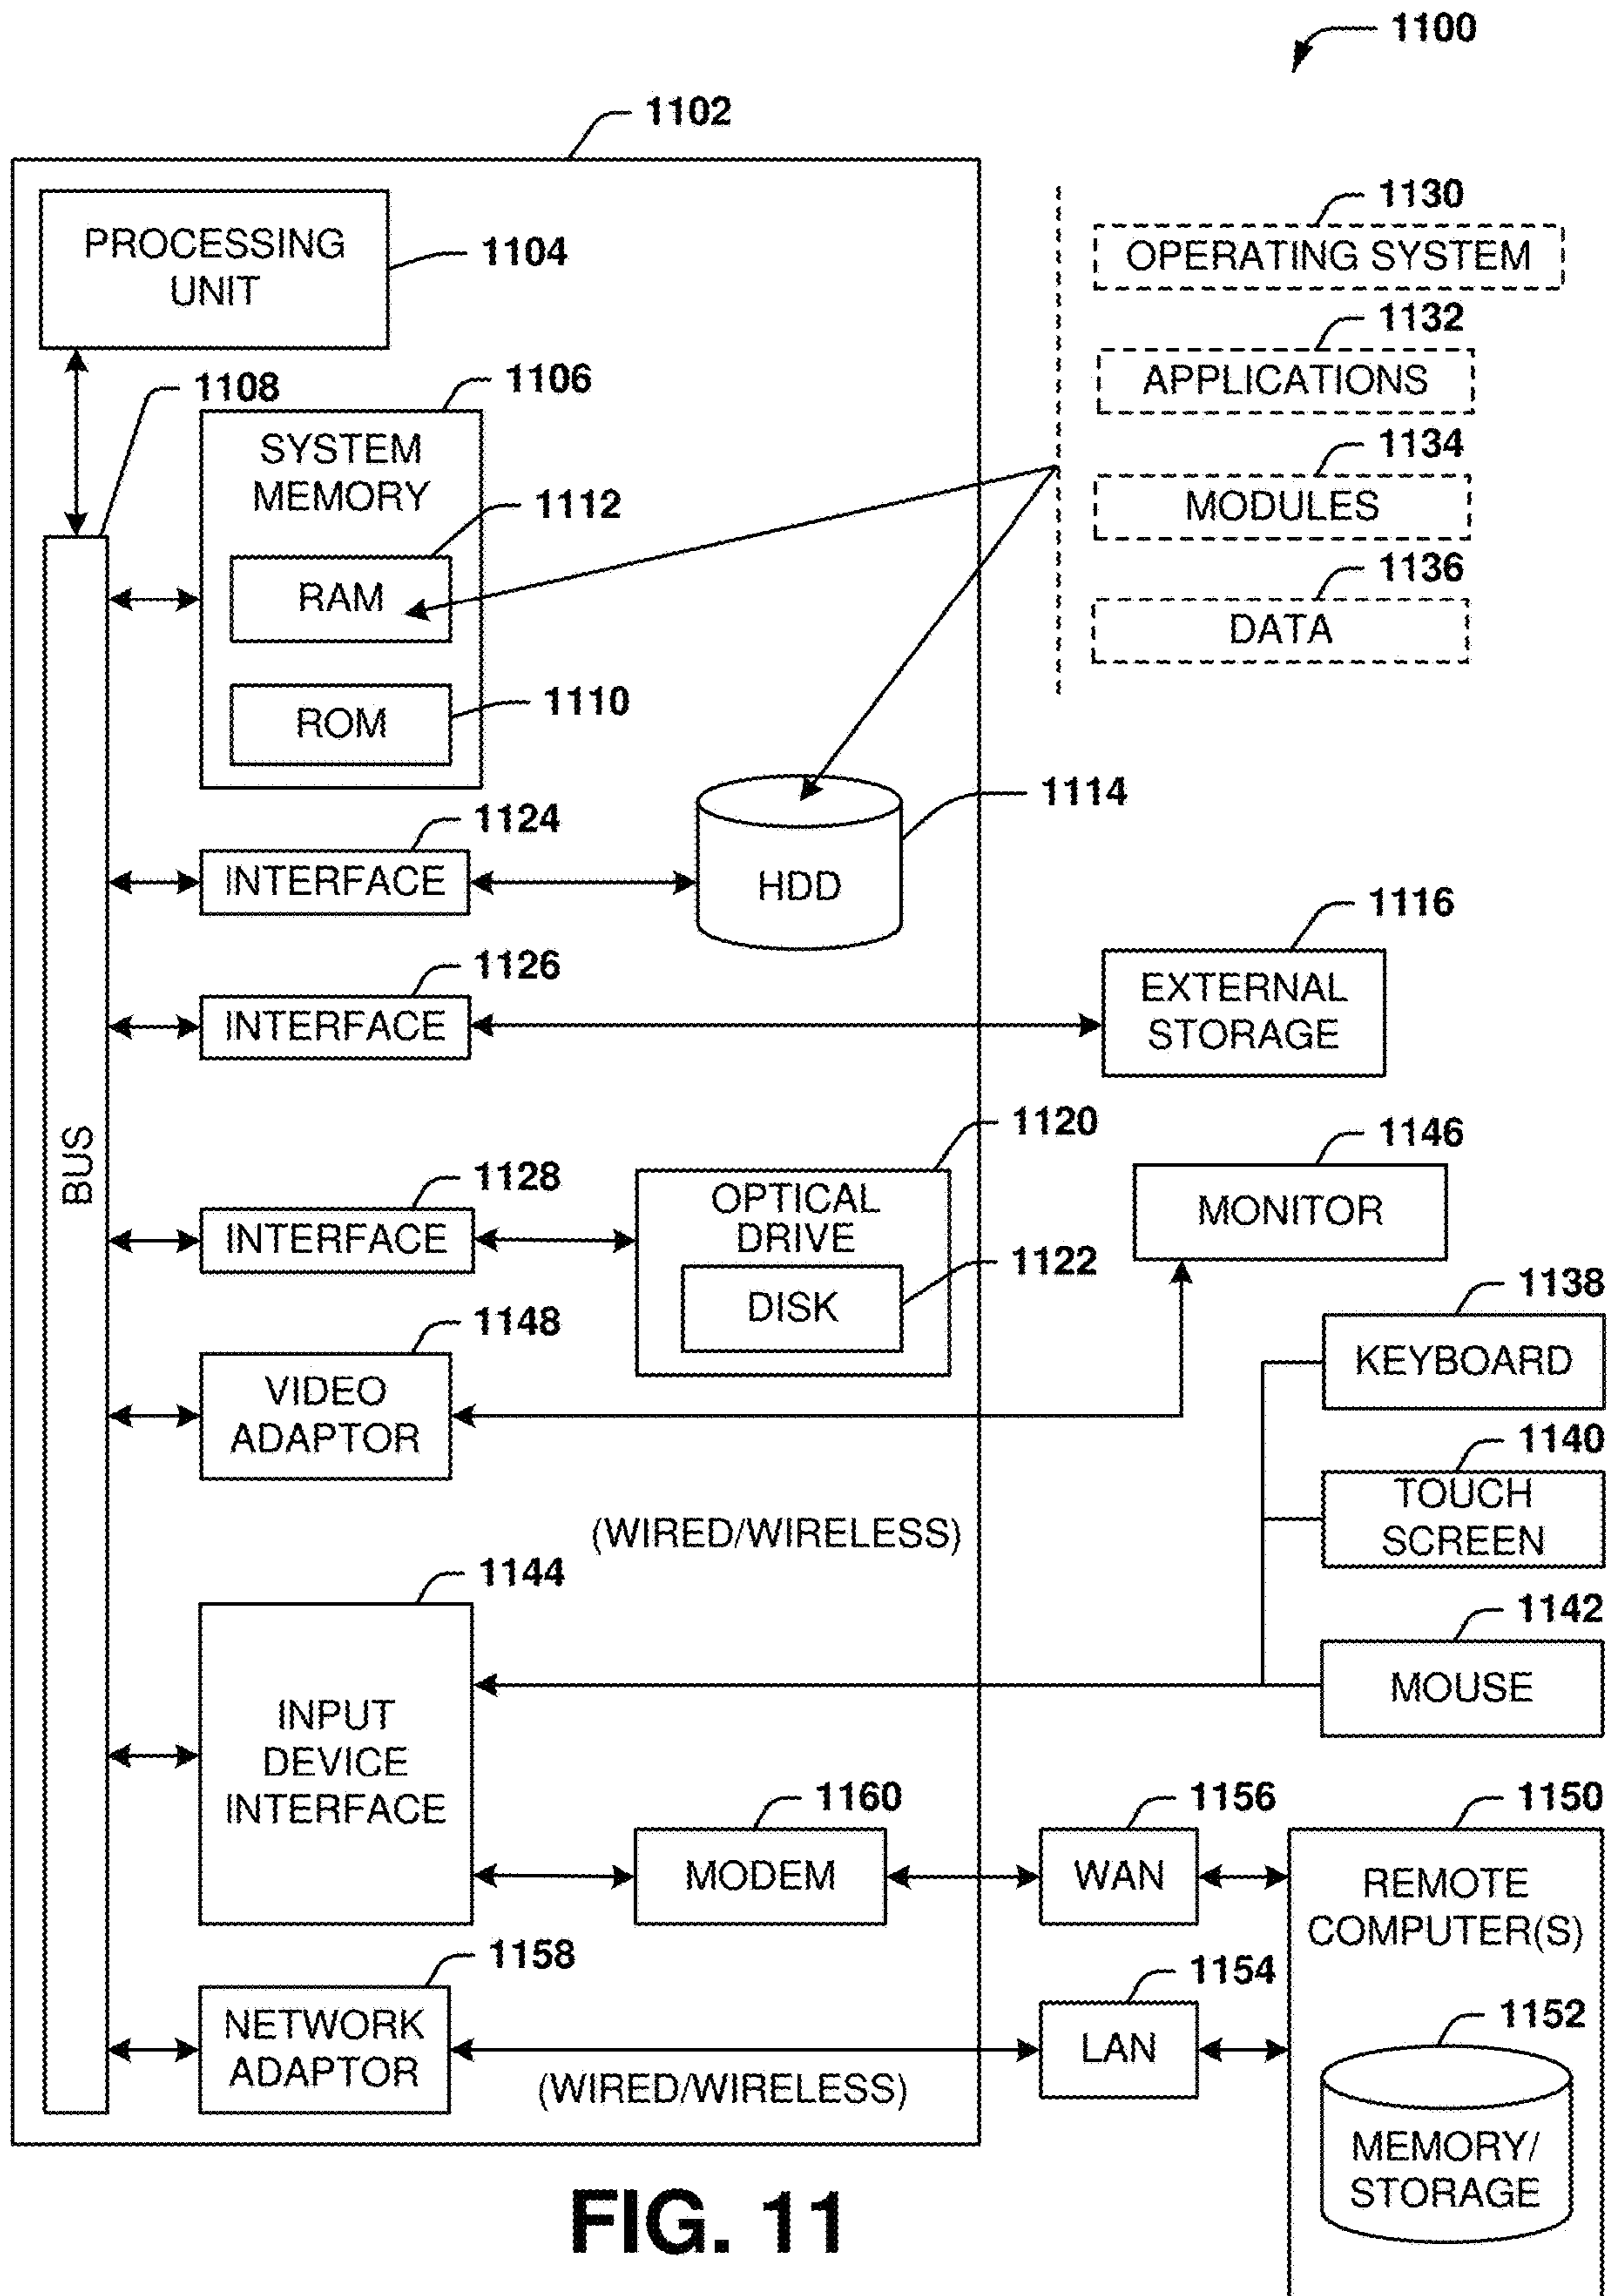 1100
1102
PROCESSING
UNIT
1104
1130
OPERATING SYSTEM
1132
APPLICATIONS
1134
MODULES
1136
DATA
1108
1106
SYSTEM
MEMORY
1112
RAM
ROM
1110
1114
HDD
1124
INTERFACE
1116
EXTERNAL
STORAGE
1126
INTERFACE
BUS
1120
OPTICAL
DRIVE
1122
DISK
1128
INTERFACE
1146
MONITOR
1148
VIDEO
ADAPTOR
1138
KEYBOARD
1140
TOUCH
SCREEN
(WIRED/WIRELESS)
1144
INPUT
DEVICE
INTERFACE
1142
MOUSE
1160
MODEM
1156
WAN
1150
REMOTE
COMPUTER(S)
1158
NETWORK
ADAPTOR
(WIRED/WIRELESS)
1154
LAN
1152
MEMORY/
STORAGE
FIG. 11